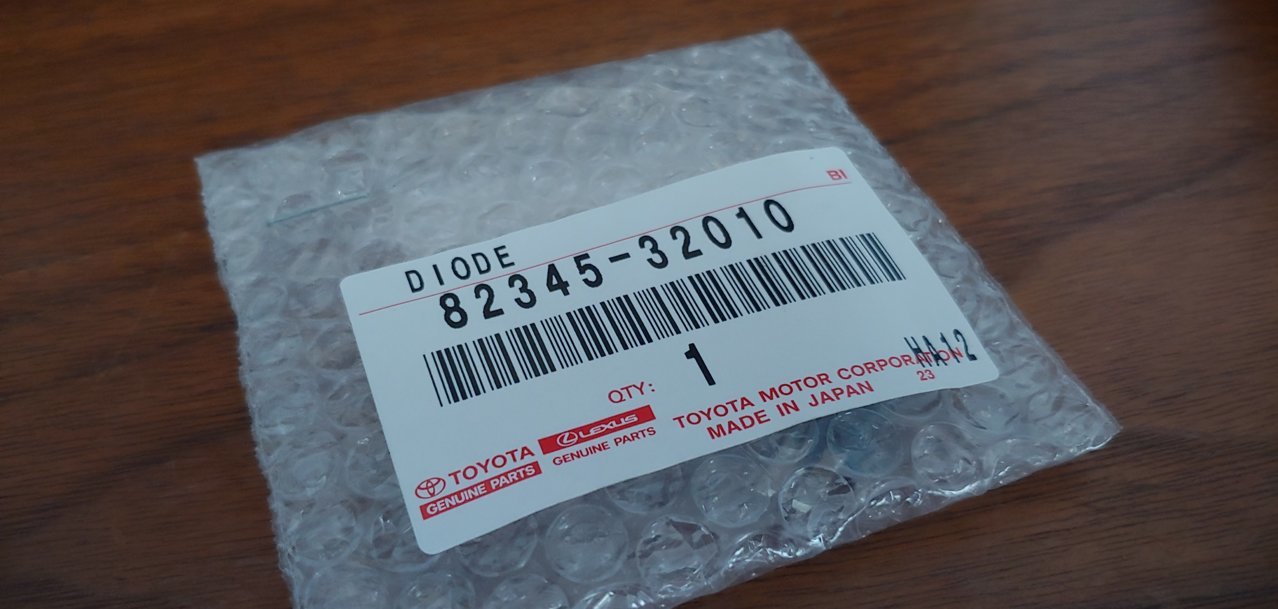 BI
DIODE
82345-32010
QTY: 1
HA12
TOYOTA
GENUINE PARTS
LEXUS
GENUINE PARTS
TOYOTA MOTOR CORPORATION
MADE IN JAPAN
23